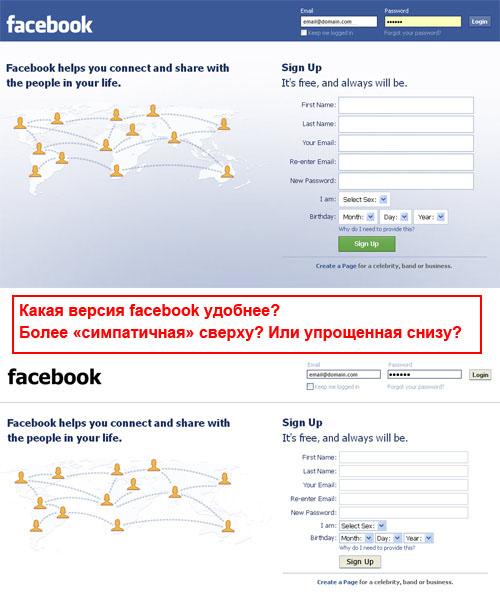 facebook
Email
Password
email@domain.com
••••••
Login
Keep me logged in
Forgot your password?
Facebook helps you connect and share with
the people in your life.
Sign Up
It's free, and always will be.
First Name:
Last Name:
Your Email:
Re-enter Email:
New Password:
I am:
Select Sex:
Birthday:
Month:
Day:
Year:
Why do I need to provide this?
Sign Up
Create a Page for a celebrity, band or business.
Какая версия facebook удобнее?
Более «симпатичная» сверху? Или упрощенная снизу?
facebook
Email
Password
email@domain.com
••••••
Login
Keep me logged in
Forgot your password?
Facebook helps you connect and share with
the people in your life.
Sign Up
It's free, and always will be.
First Name:
Last Name:
Your Email:
Re-enter Email:
New Password:
I am:
Select Sex:
Birthday:
Month:
Day:
Year:
Why do I need to provide this?
Sign Up
Create a Page for a celebrity, band or business.